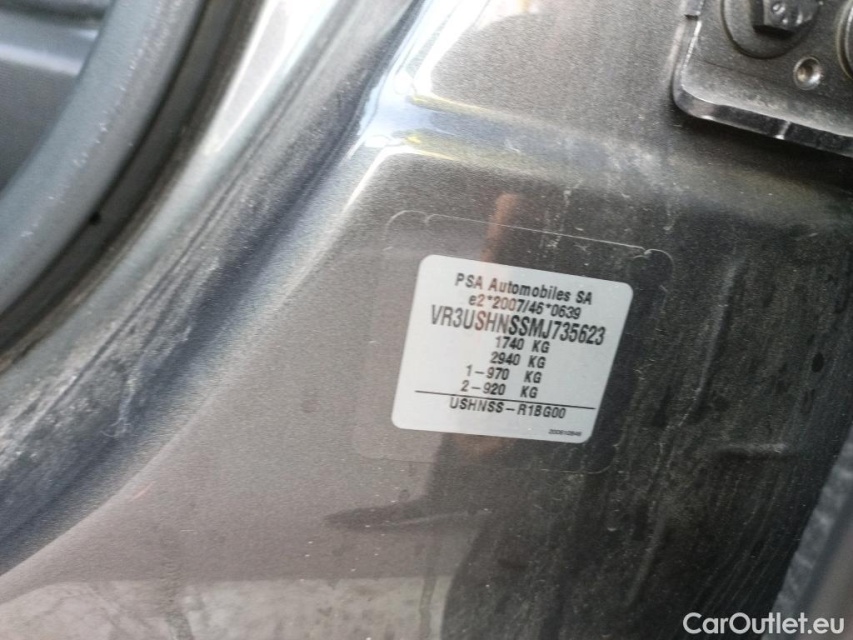 PSA Automobiles SA
e2*2007/46*0639
VR3USHNSSMJ735623
1740 KG
2940 KG
1-970 KG
2-920 KG
USHNSS-R1BG00
CarOutlet.eu